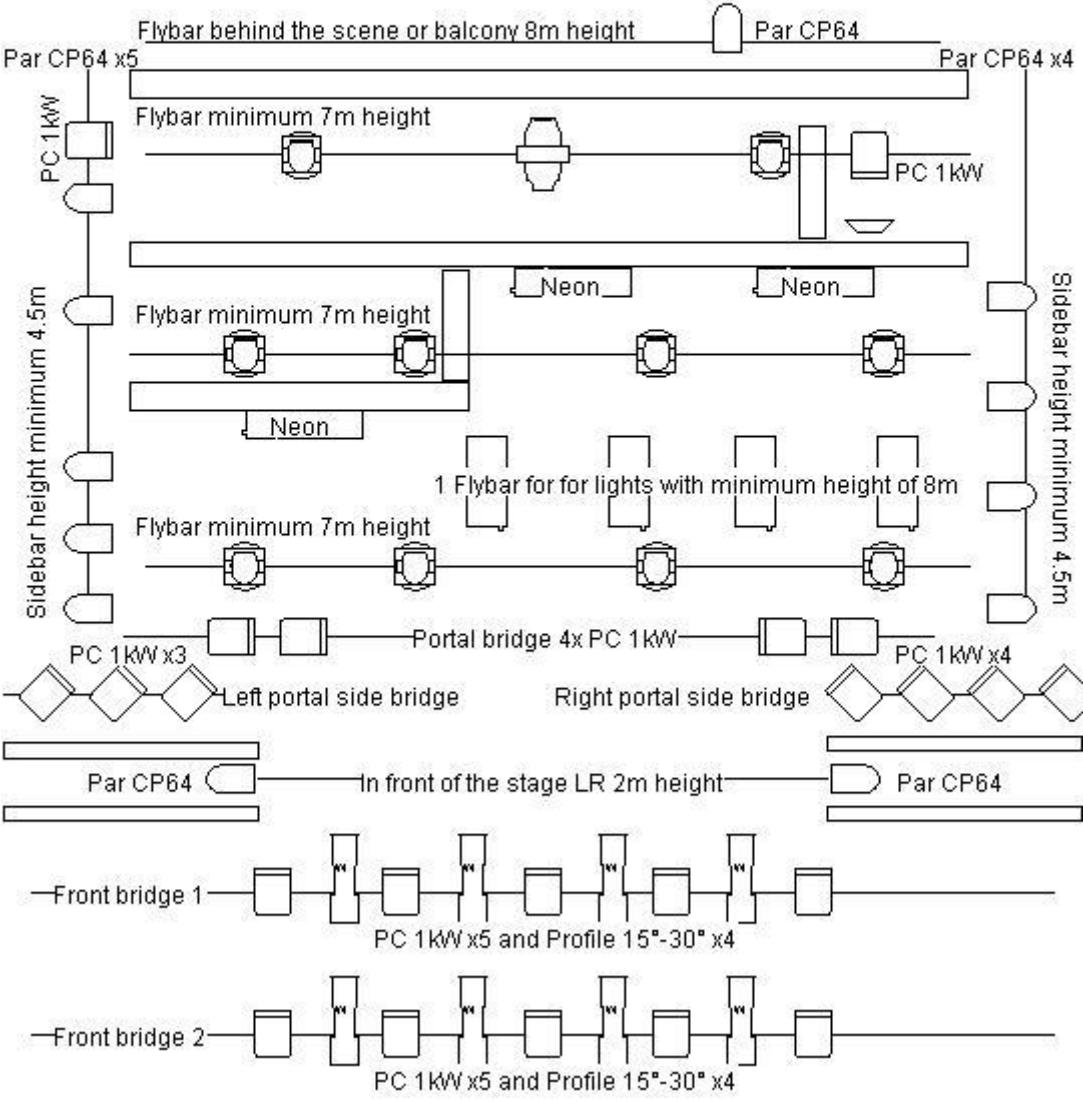 Flybar behind the scene or balcony 8m height
Par CP64
Par CP64 x5
Par CP64 x4
Flybar minimum 7m height
PC 1kW
PC 1kW
Neon
Neon
Flybar minimum 7m height
Sidebar height minimum 4.5m
Sidebar height minimum 4.5m
Neon
1 Flybar for for lights with minimum height of 8m
Flybar minimum 7m height
Portal bridge 4x PC 1kW
PC 1kW x3
PC 1kW x4
Left portal side bridge
Right portal side bridge
Par CP64
In front of the stage LR 2m height
Par CP64
Front bridge 1
PC 1kW x5 and Profile 15°-30° x4
Front bridge 2
PC 1kW x5 and Profile 15°-30° x4